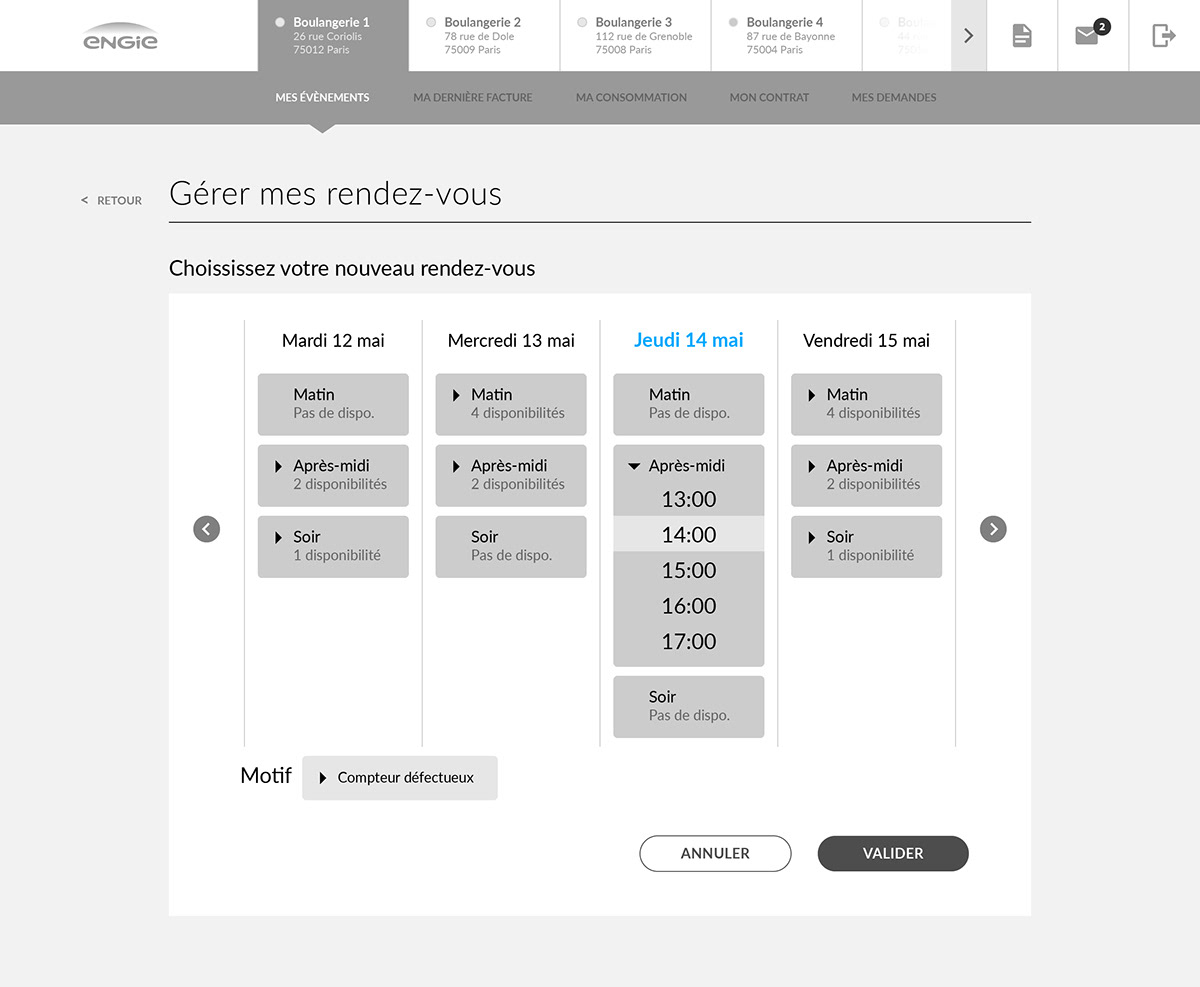 ENGIE
Boulangerie 1
26 rue Coriolis
75012 Paris
Boulangerie 2
78 rue de Dole
75009 Paris
Boulangerie 3
112 rue de Grenoble
75008 Paris
Boulangerie 4
87 rue de Bayonne
75004 Paris
2
MES ÉVÈNEMENTS
MA DERNIÈRE FACTURE
MA CONSOMMATION
MON CONTRAT
MES DEMANDES
< RETOUR
Gérer mes rendez-vous
Choississez votre nouveau rendez-vous
Mardi 12 mai
Matin
Pas de dispo.
Après-midi
2 disponibilités
Soir
1 disponibilité
Mercredi 13 mai
Matin
4 disponibilités
Après-midi
2 disponibilités
Soir
Pas de dispo.
Jeudi 14 mai
Matin
Pas de dispo.
Après-midi
13:00
14:00
15:00
16:00
17:00
Soir
Pas de dispo.
Vendredi 15 mai
Matin
4 disponibilités
Après-midi
2 disponibilités
Soir
1 disponibilité
Motif
Compteur défectueux
ANNULER
VALIDER